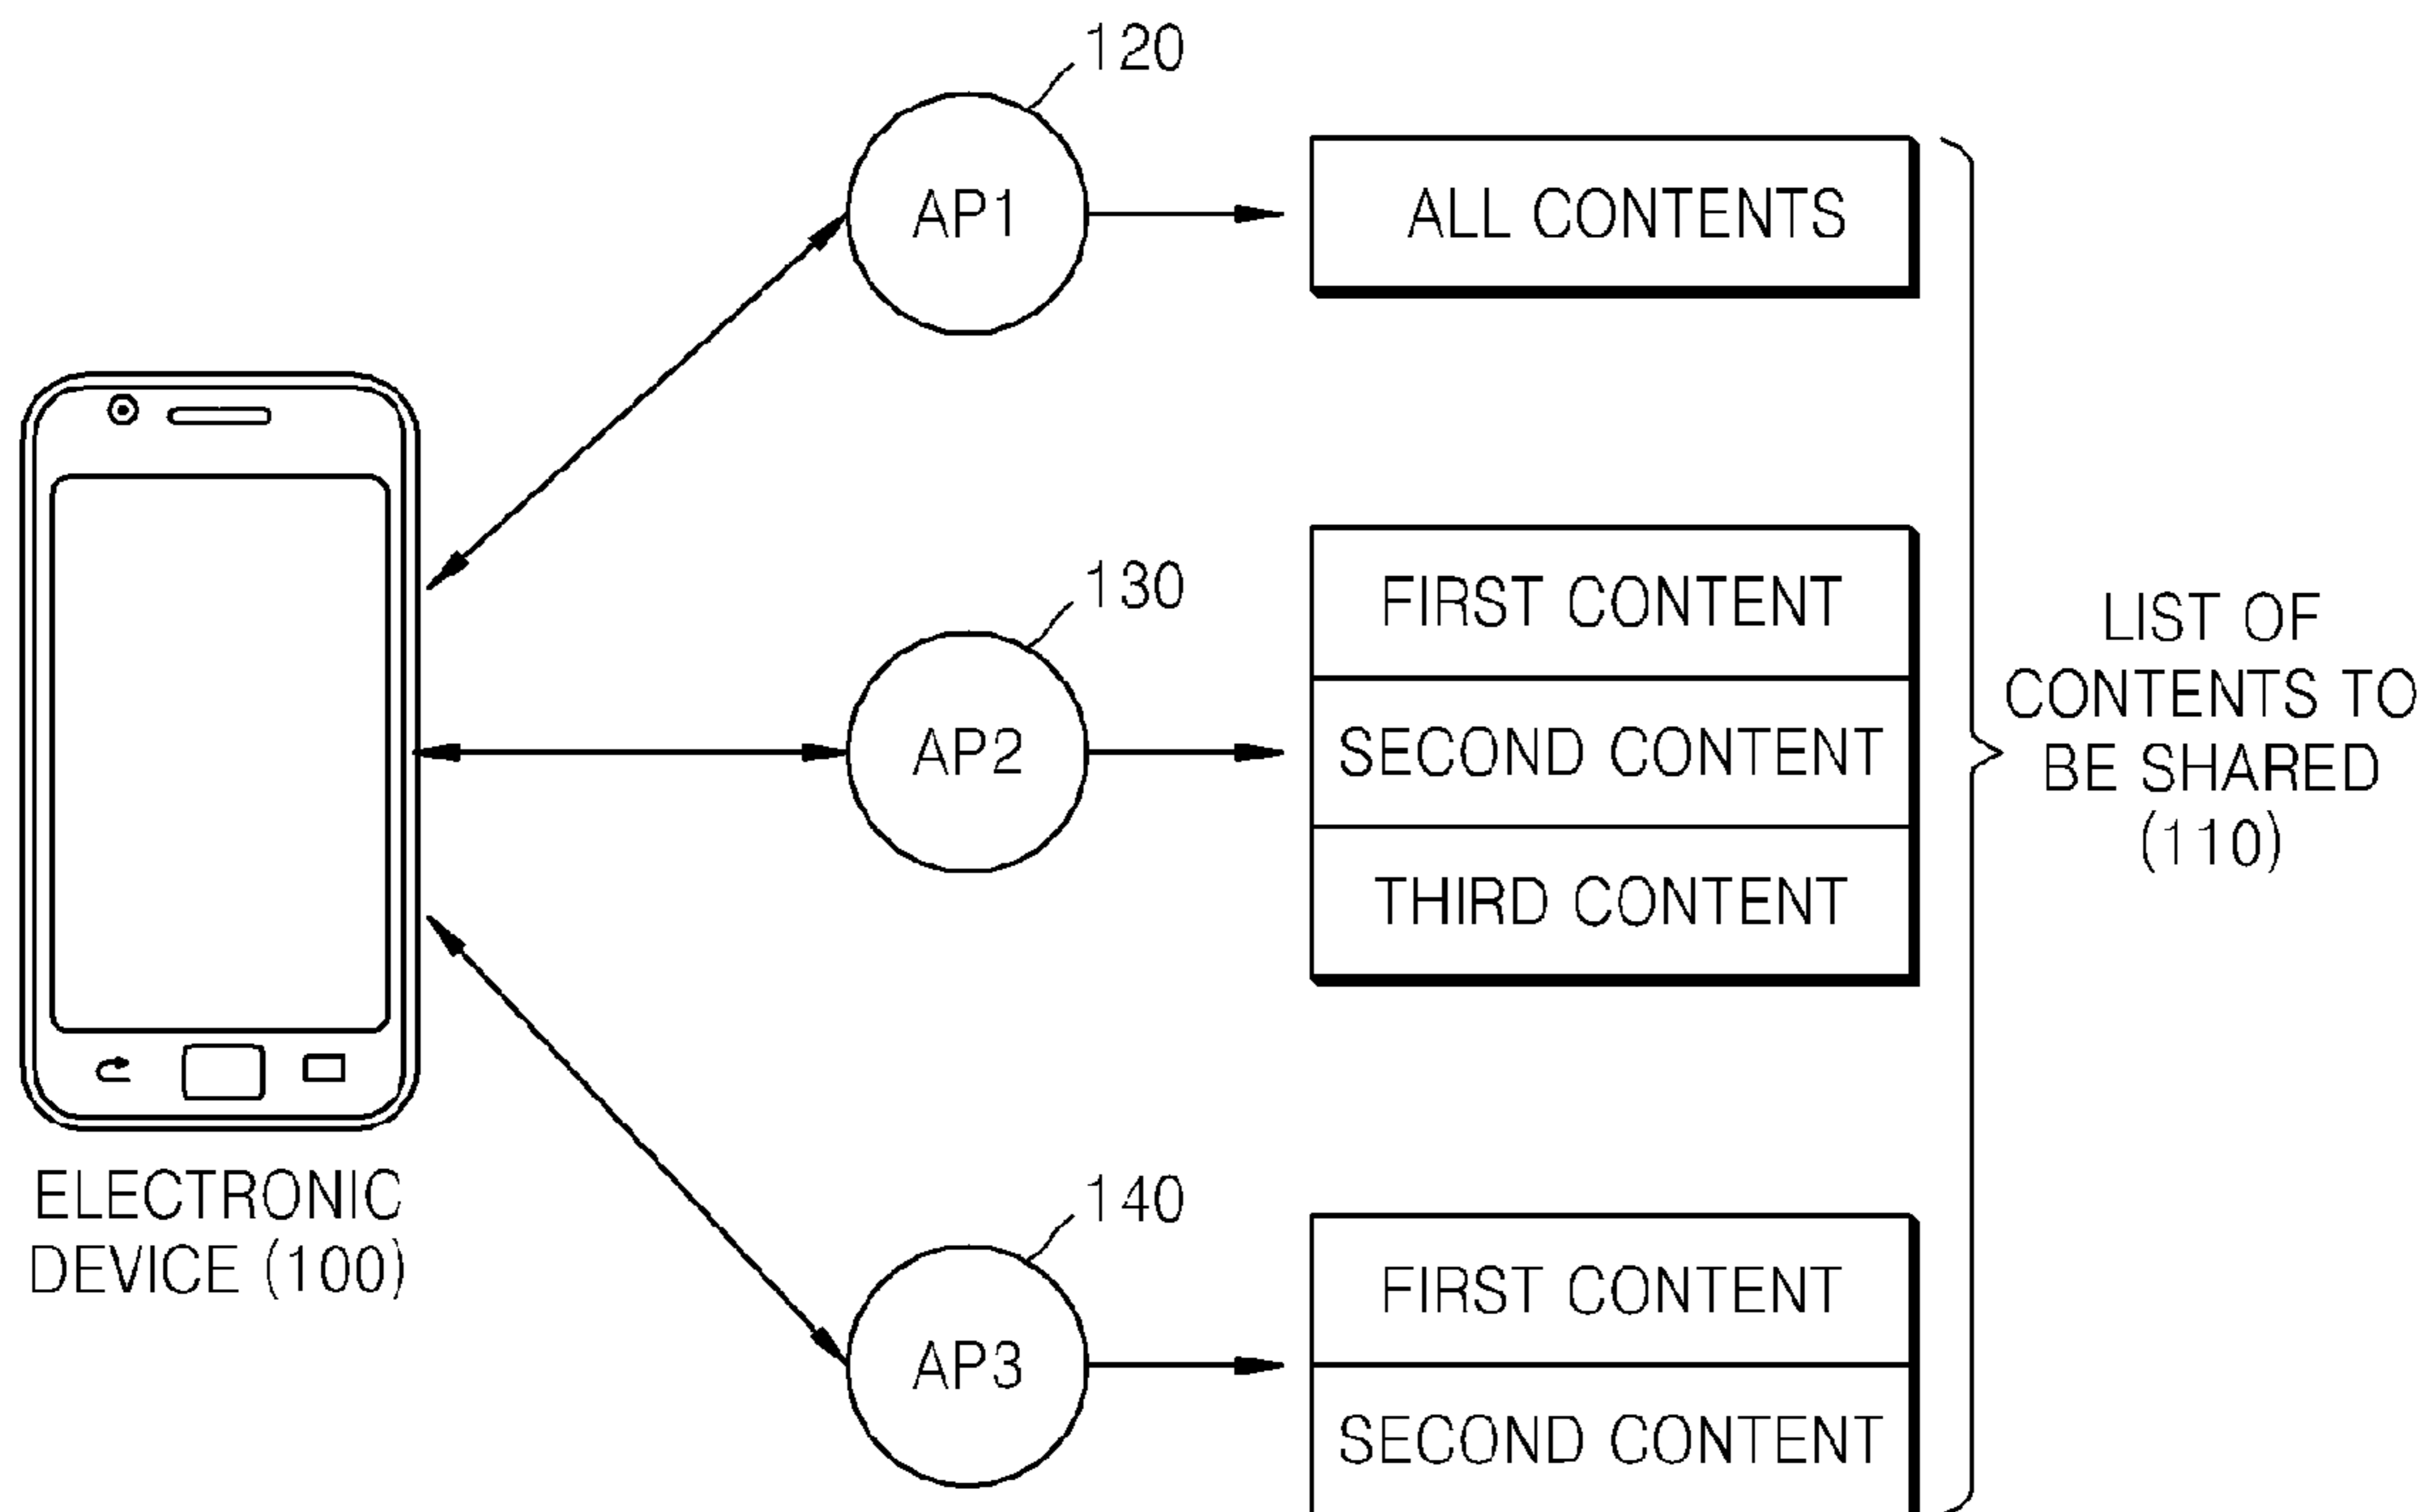 120
AP1
ALL CONTENTS
130
AP2
FIRST CONTENT
SECOND CONTENT
THIRD CONTENT
LIST OF
CONTENTS TO
BE SHARED
(110)
ELECTRONIC
DEVICE (100)
140
AP3
FIRST CONTENT
SECOND CONTENT